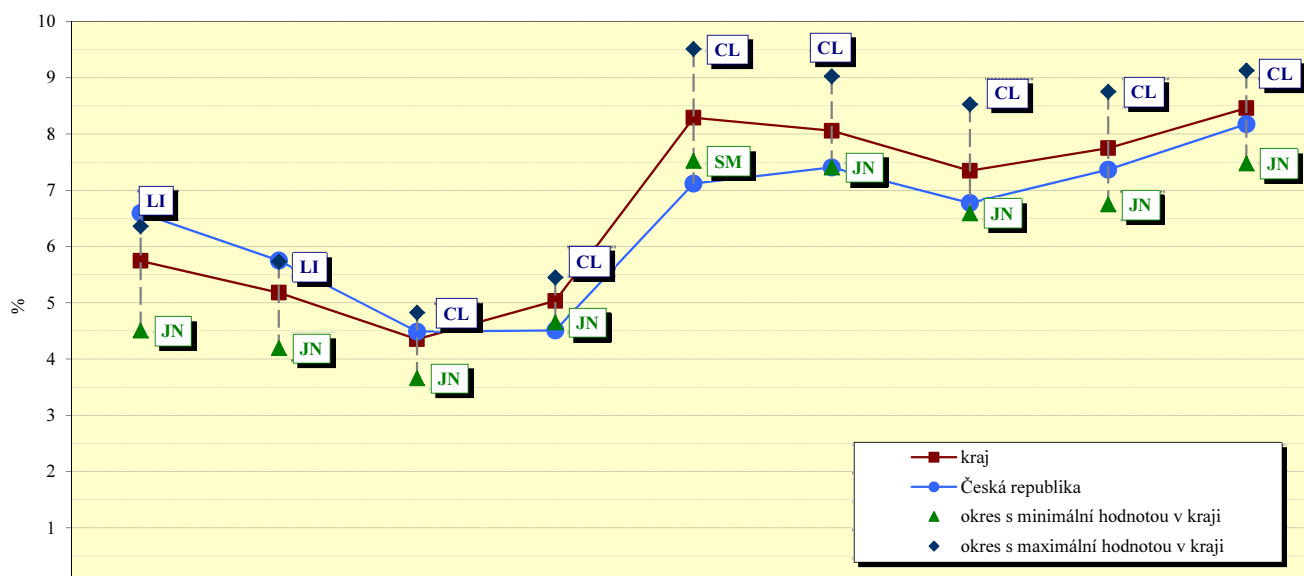 10
9
8
7
6
5
4
3
2
1
%
LI
JN
LI
JN
CL
JN
CL
JN
CL
SM
CL
JN
CL
JN
CL
JN
CL
JN
kraj
Česká republika
okres s minimální hodnotou v kraji
okres s maximální hodnotou v kraji